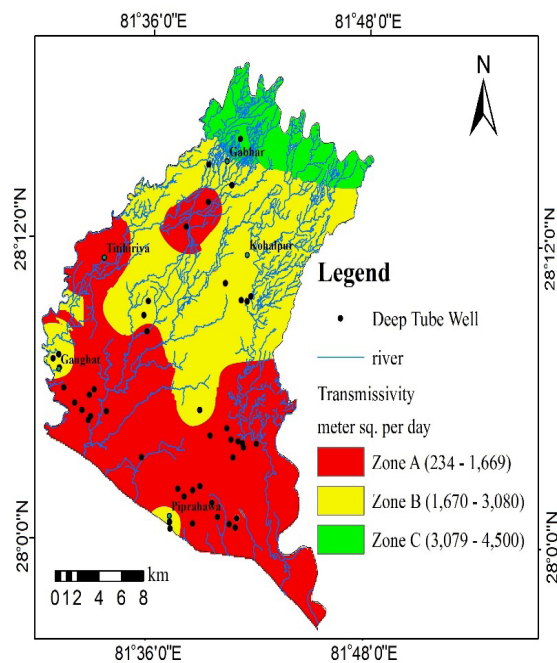 81°36'0"E 81°48'0"E
N
Gabhar
28°12'0"N 28°12'0"N
Titihiriya
Kohalpur
Legend
Deep Tube Well
river
Gaughat
Transmissivity
meter sq. per day
Zone A (234 - 1,669)
Zone B (1,670 - 3,080)
Piprahawa
Zone C (3,079 - 4,500)
28°0'0"N 28°0'0"N
km
0 1 2 4 6 8
81°36'0"E 81°48'0"E